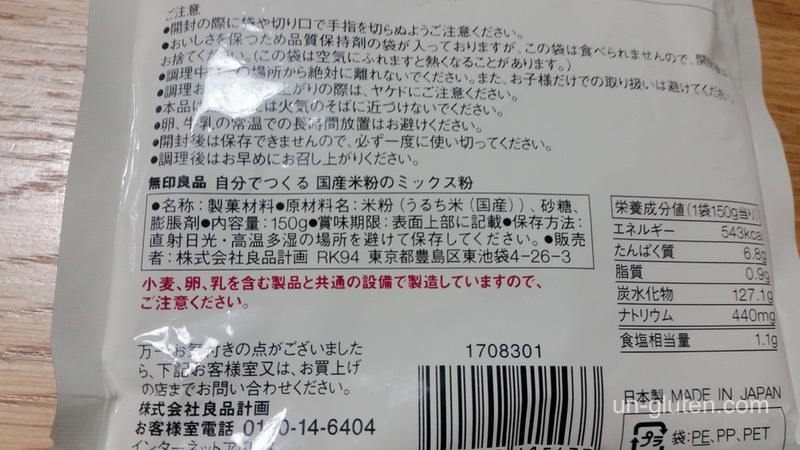 ご注意
●開封の際に袋や切り口で手指を切らぬようご注意ください。
●おいしさを保つため品質保持剤の袋が入っておりますが、この袋は食べられませんので、開封
お捨てください。(この袋は空気にふれますと熱くなることがあります。)
●調理中 の場所から絶対に離れないでください。また、お子様だけでの取り扱いは避けてください。
●調理お 上がりの際は、ヤケドにご注意ください。
●本品は は火気のそばに近づけないでください。
●卵、牛乳の常温での長時間放置はお避けください。
●開封後は保存できませんので、必ず一度に使い切ってください。
●調理後はお早めにお召し上がりください。
無印良品 自分でつくる 国産米粉のミックス粉
●名称:製菓材料●原材料名:米粉(うるち米(国産))、砂糖、
膨脹剤●内容量:150g●賞味期限:表面上部に記載●保存方法:
直射日光・高温多湿の場所を避けて保存してください。●販売
者:株式会社良品計画 RK94 東京都豊島区東池袋4-26-3
小麦、卵、乳を含む製品と共通の設備で製造していますので、
ご注意ください。
栄養成分値(1袋150g当り)
エネルギー 543kcal
たんぱく質 6.8g
脂質 0.9g
炭水化物 127.1g
ナトリウム 440mg
食塩相当量 1.1g
万一お気付きの点がございました
ら、下記お客様室又は、お買上げ
の店までお問い合わせください。
株式会社良品計画
お客様室電話 0120-14-6404
1708301
日本製 MADE IN JAPAN
un-gluten.com
プラ 袋:PE、PP、PET